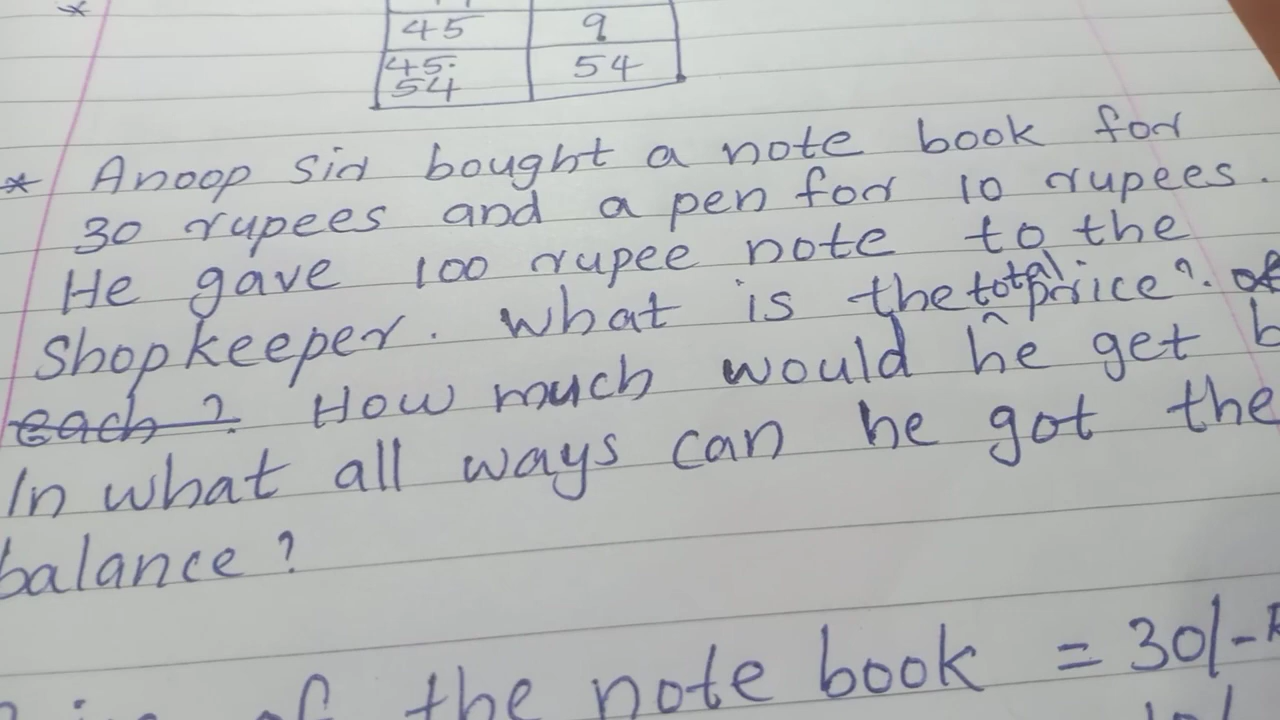 *
45 9
45. 54
54
* Anoop Sir bought a note book for
30 rupees and a pen for 10 rupees.
He gave 100 rupee note to the
Shopkeeper. What is the total price?. of
each? How much would he get b
In what all ways can he got the
balance?
of the note book = 30/-